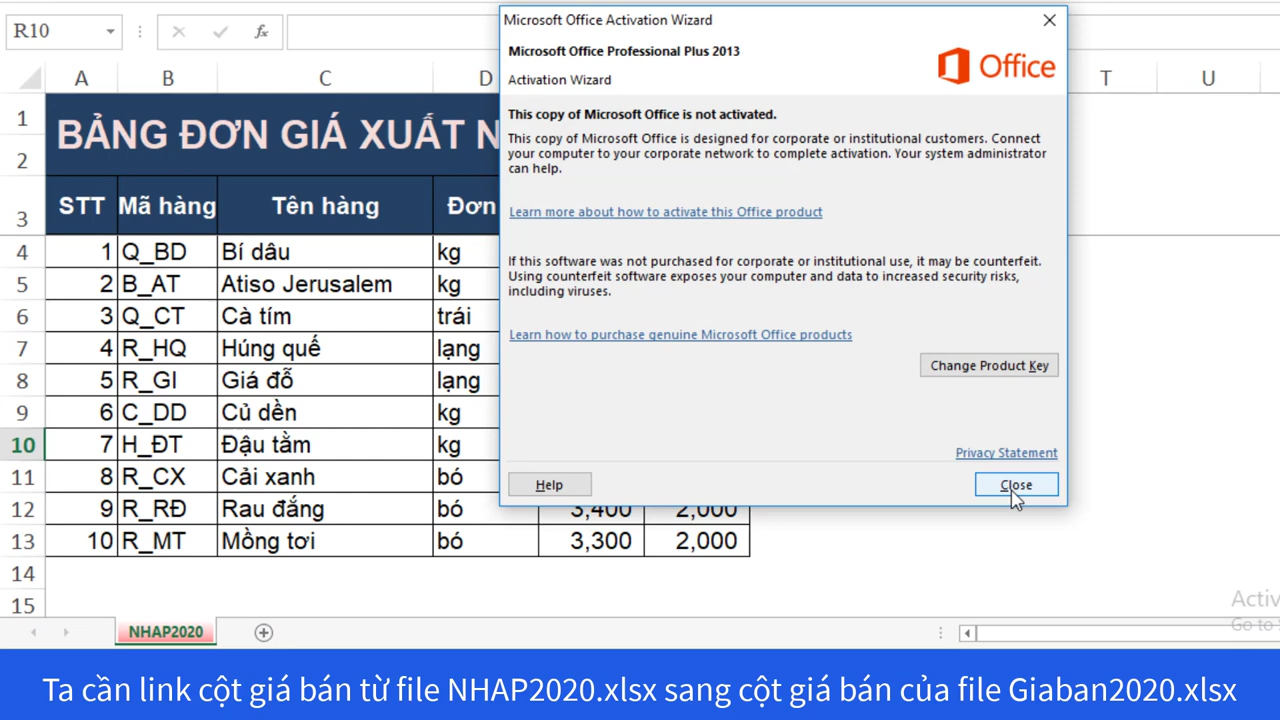 R10
fx
Microsoft Office Activation Wizard
Microsoft Office Professional Plus 2013
Activation Wizard
Office
This copy of Microsoft Office is not activated.
This copy of Microsoft Office is designed for corporate or institutional customers. Connect
your computer to your corporate network to complete activation. Your system administrator
can help.
Learn more about how to activate this Office product
If this software was not purchased for corporate or institutional use, it may be counterfeit.
Using counterfeit software exposes your computer and data to increased security risks,
including viruses.
Learn how to purchase genuine Microsoft Office products
Change Product Key
Privacy Statement
Help
Close
A B C D T U
1
2
BẢNG ĐƠN GIÁ XUẤT N
3 STT Mã hàng Tên hàng Đơn
4 1 Q_BD Bí dâu kg
5 2 B_AT Atiso Jerusalem kg
6 3 Q_CT Cà tím trái
7 4 R_HQ Húng quế lạng
8 5 R_GI Giá đỗ lạng
9 6 C_DD Củ dền kg
10 7 H_ĐT Đậu tằm kg
11 8 R_CX Cải xanh bó
12 9 R_RĐ Rau đắng bó 3,400 2,000
13 10 R_MT Mồng tơi bó 3,300 2,000
14
15
Activ
Go to
NHAP2020
Ta cần link cột giá bán từ file NHAP2020.xlsx sang cột giá bán của file Giaban2020.xlsx